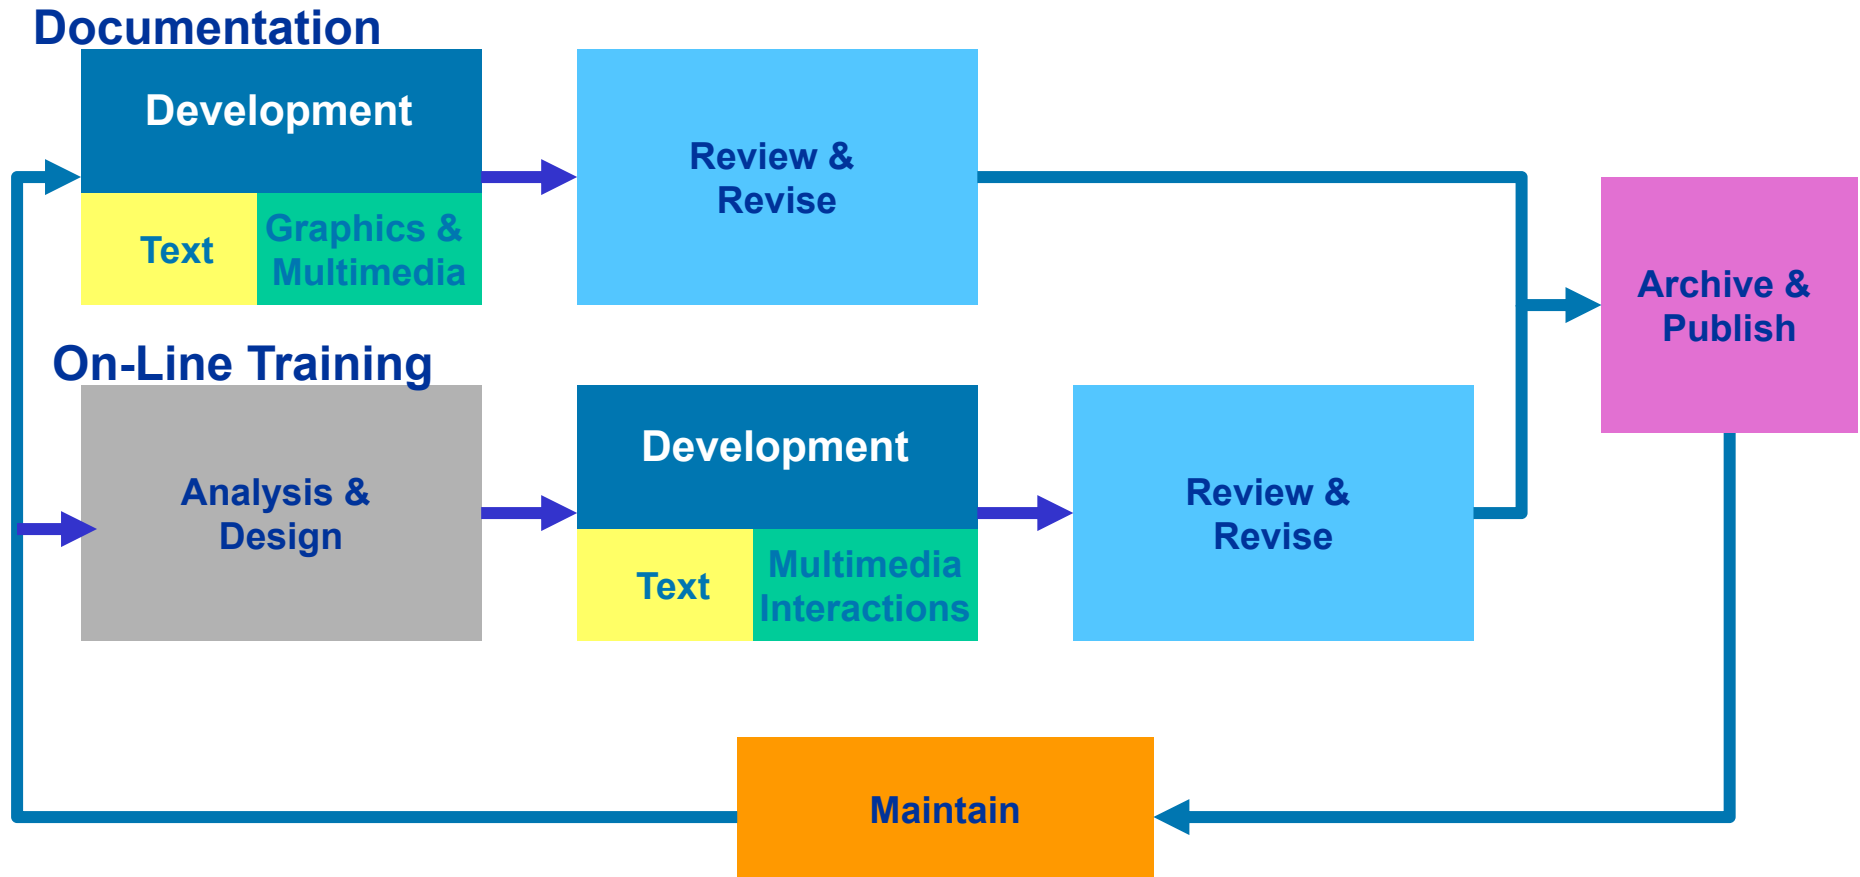 Documentation
Development
Text
Graphics &
Multimedia
Review &
Revise
On-Line Training
Analysis &
Design
Development
Text
Multimedia
Interactions
Review &
Revise
Archive &
Publish
Maintain